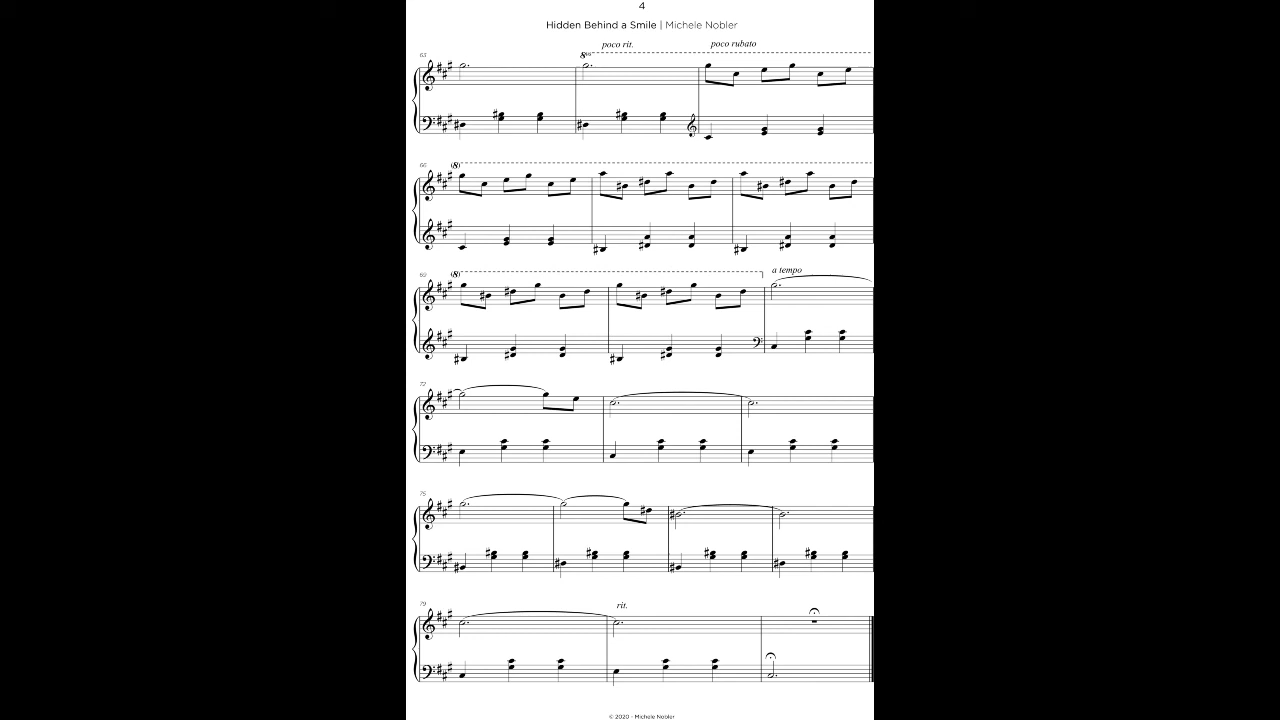 4
Hidden Behind a Smile | Michele Nobler
poco rit.
poco rubato
63
8va
66
(8)
69
(8)
a tempo
72
75
79
rit.
© 2020 - Michele Nobler